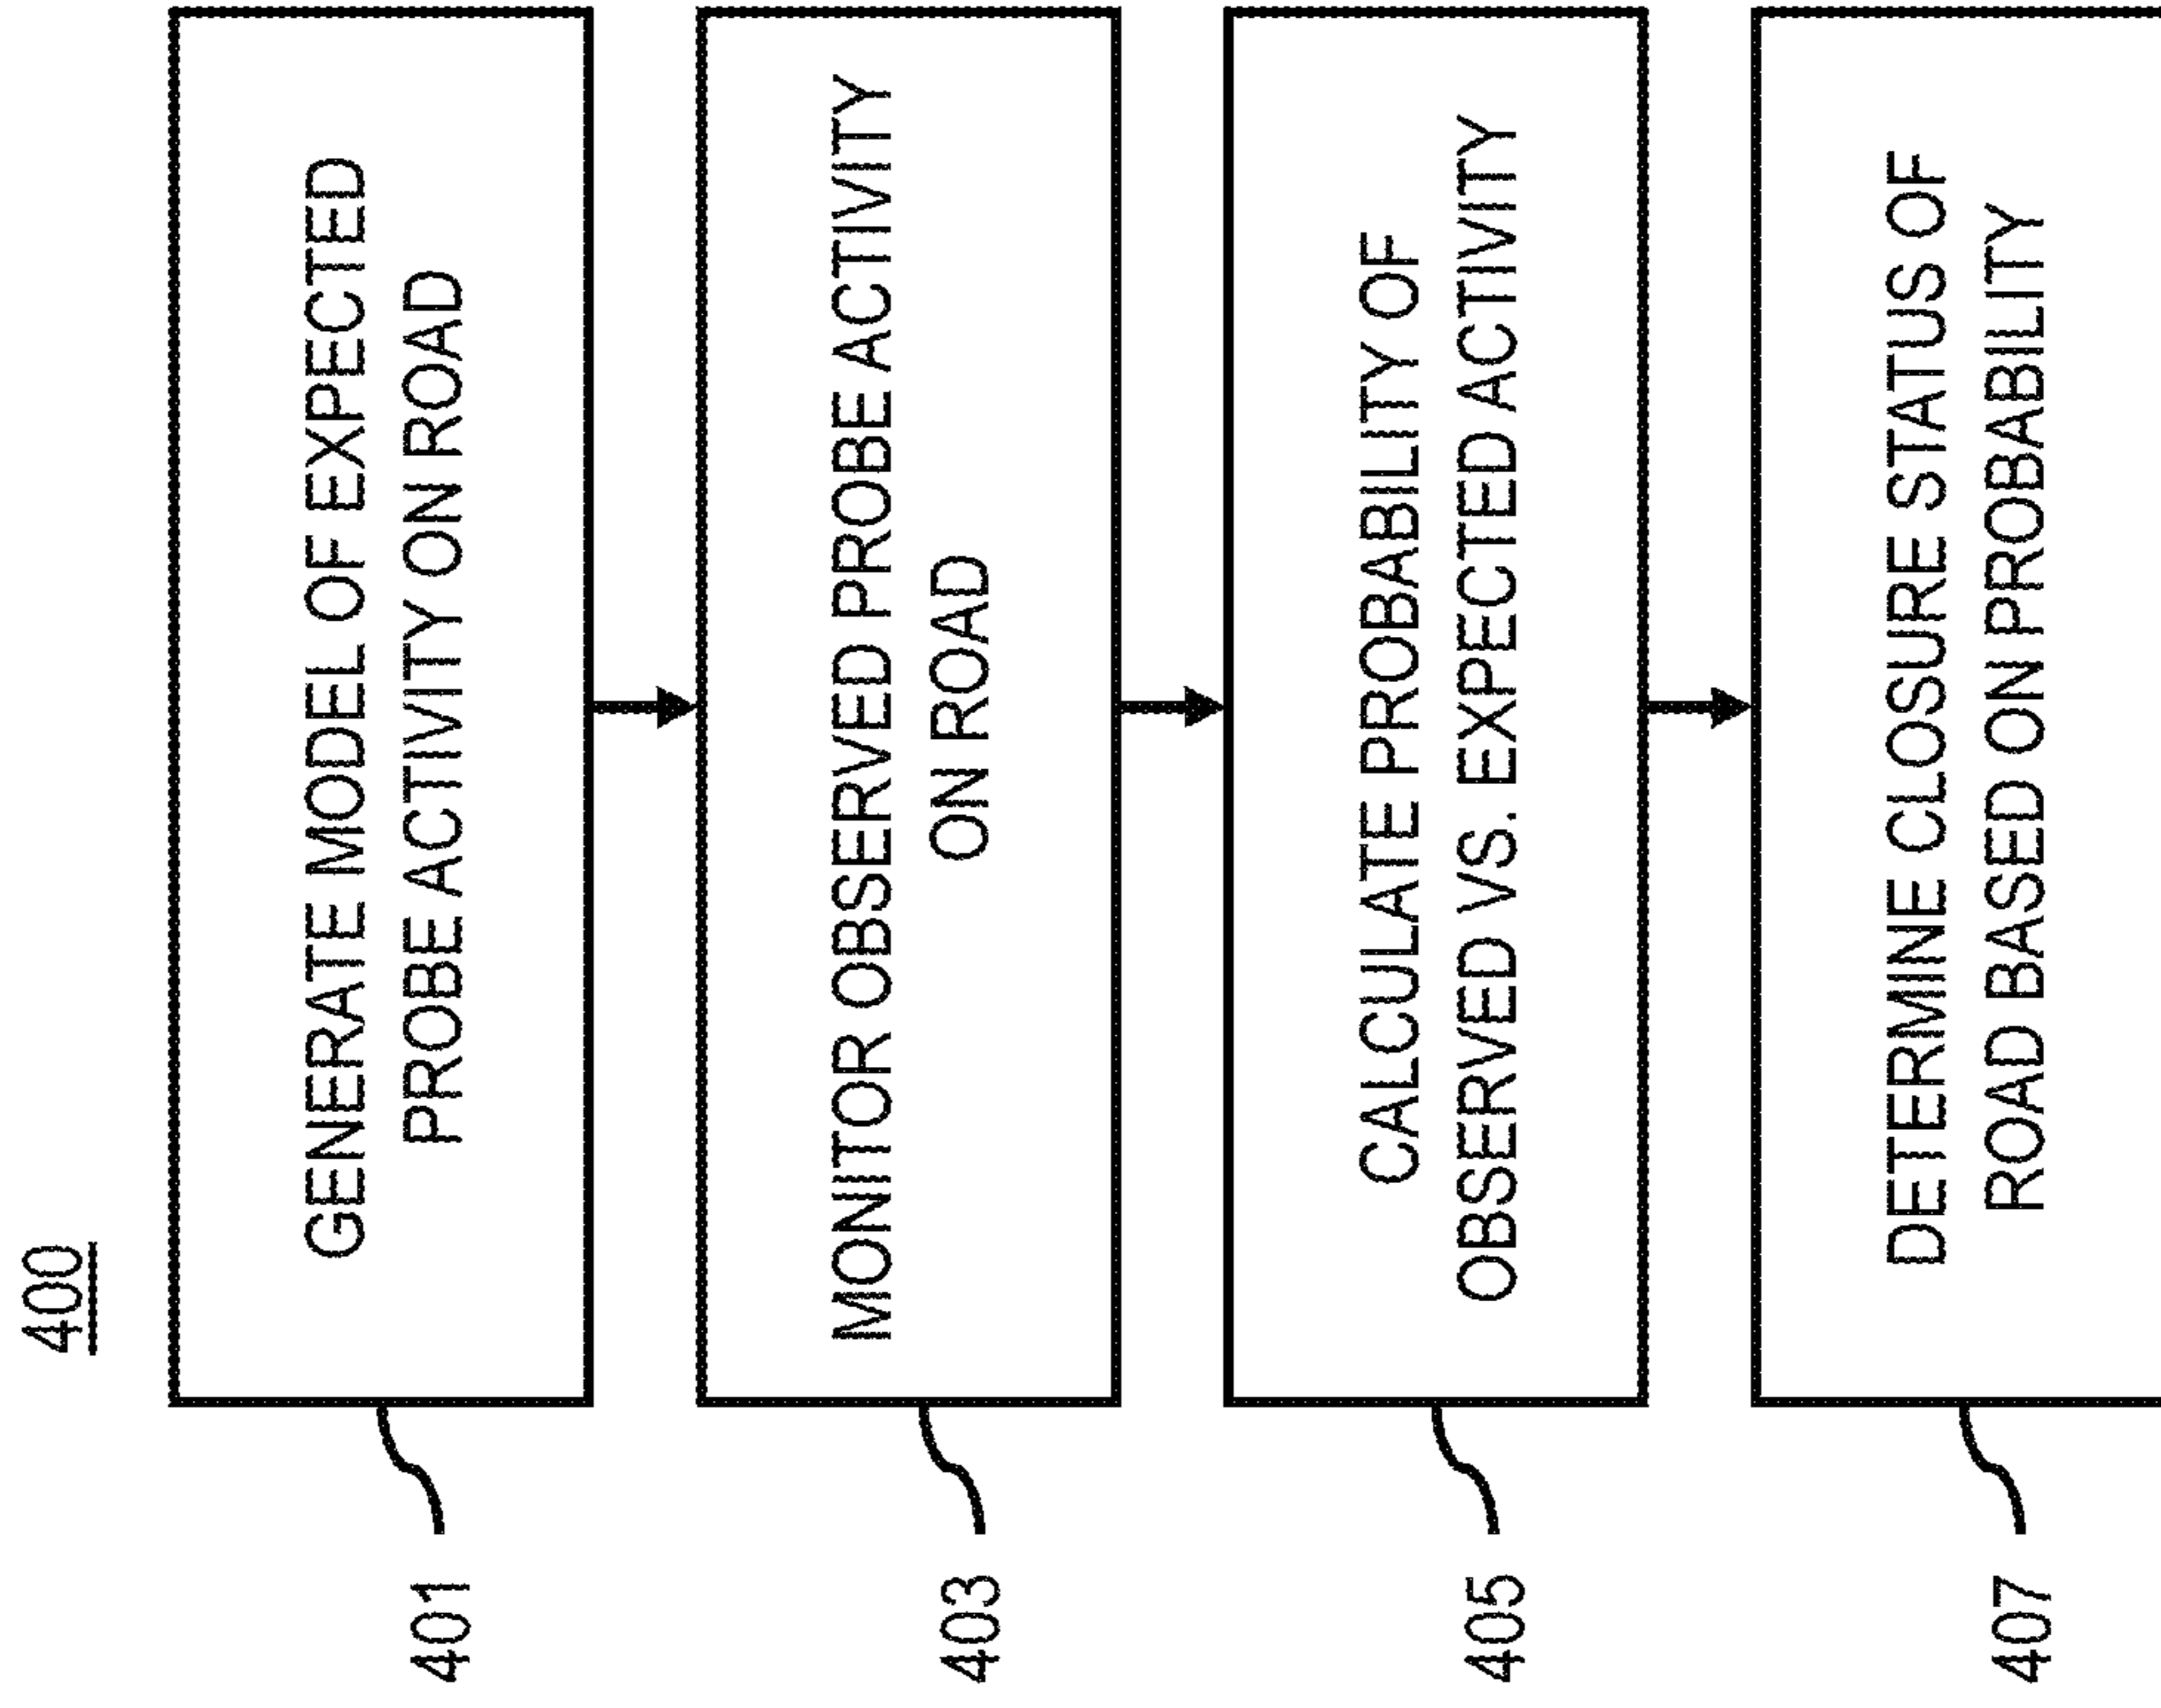 400
401
GENERATE MODEL OF EXPECTED
PROBE ACTIVITY ON ROAD
403
MONITOR OBSERVED PROBE ACTIVITY
ON ROAD
405
CALCULATE PROBABILITY OF
OBSERVED VS. EXPECTED ACTIVITY
407
DETERMINE CLOSURE STATUS OF
ROAD BASED ON PROBABILITY